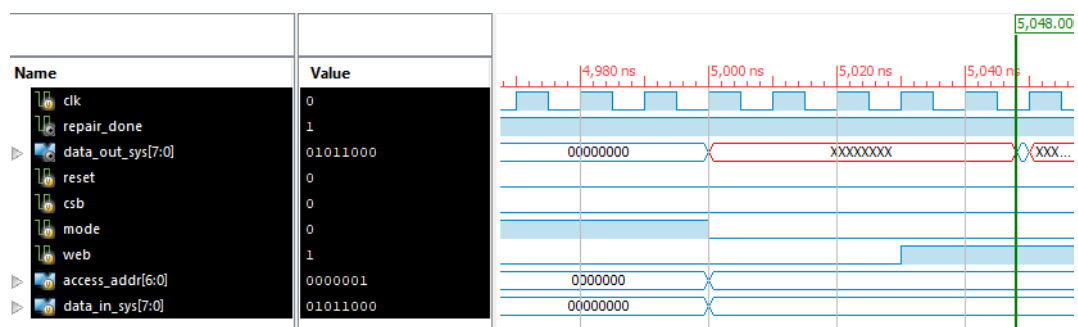 5,048.00
Name Value
4,980 ns 5,000 ns 5,020 ns 5,040 n
clk 0
repair_done 1
data_out_sys[7:0] 01011000 00000000 XXXXXXXX XXX...
reset 0
csb 0
mode 0
web 1
access_addr[6:0] 0000001 0000000
data_in_sys[7:0] 01011000 00000000